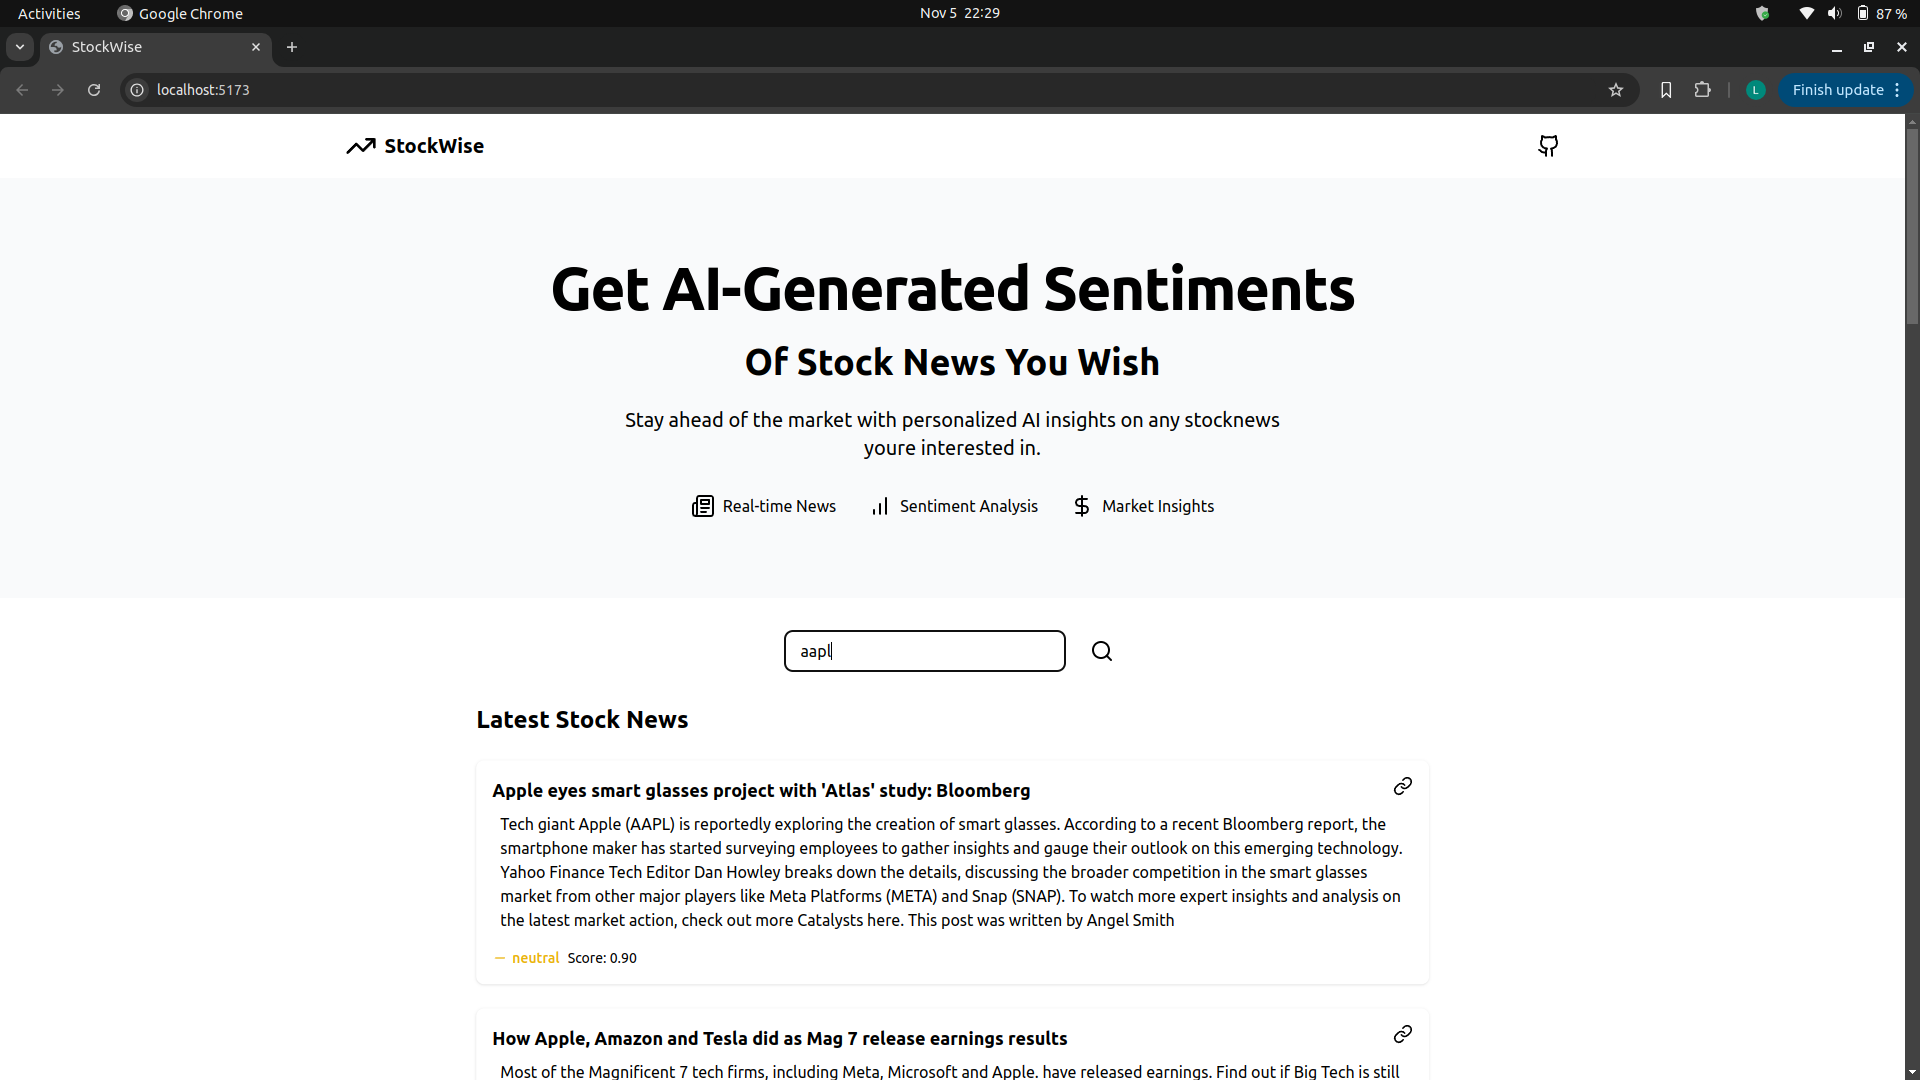 Activities
Google Chrome
Nov 5 22:29
87 %
StockWise
localhost:5173
L
Finish update
StockWise
Get AI-Generated Sentiments
Of Stock News You Wish
Stay ahead of the market with personalized AI insights on any stocknews
youre interested in.
Real-time News
Sentiment Analysis
Market Insights
aapl
Latest Stock News
Apple eyes smart glasses project with 'Atlas' study: Bloomberg
Tech giant Apple (AAPL) is reportedly exploring the creation of smart glasses. According to a recent Bloomberg report, the
smartphone maker has started surveying employees to gather insights and gauge their outlook on this emerging technology.
Yahoo Finance Tech Editor Dan Howley breaks down the details, discussing the broader competition in the smart glasses
market from other major players like Meta Platforms (META) and Snap (SNAP). To watch more expert insights and analysis on
the latest market action, check out more Catalysts here. This post was written by Angel Smith
neutral Score: 0.90
How Apple, Amazon and Tesla did as Mag 7 release earnings results
Most of the Magnificent 7 tech firms, including Meta, Microsoft and Apple, have released earnings. Find out if Big Tech is still